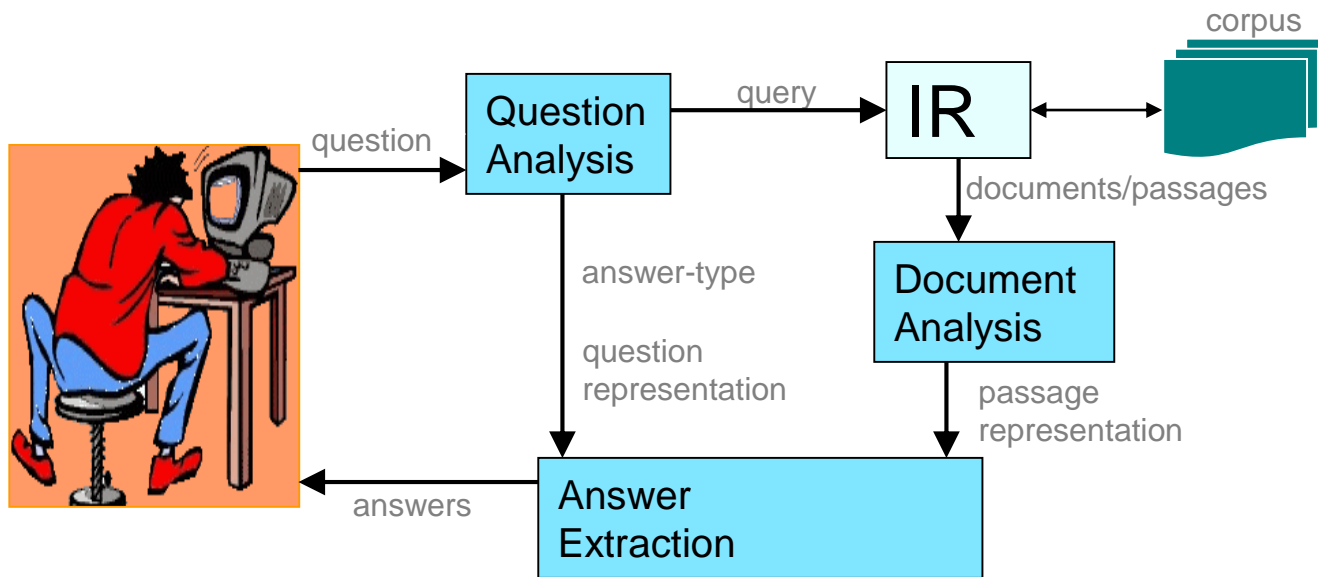 corpus
question
Question
Analysis
query
IR
documents/passages
answer-type
question
representation
Document
Analysis
passage
representation
answers
Answer
Extraction